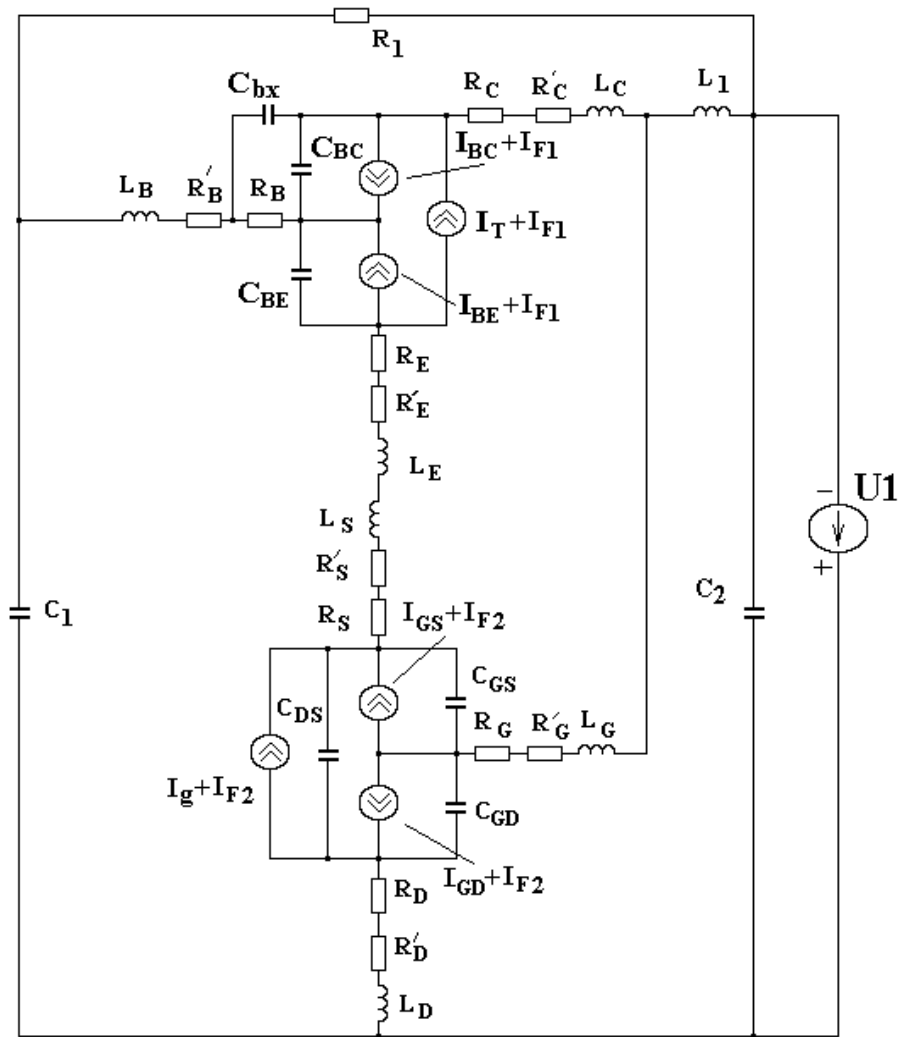 R1
Cbx
RC R′C LC L1
CBC
IBC+IF1
LB R′B RB
IT+IF1
CBE
IBE+IF1
RE
R′E
LE
LS
R′S
RS
U1
−
+
C1
C2
IGS+IF2
CGS
CDS
RG R′G LG
Ig+IF2
CGD
IGD+IF2
RD
R′D
LD